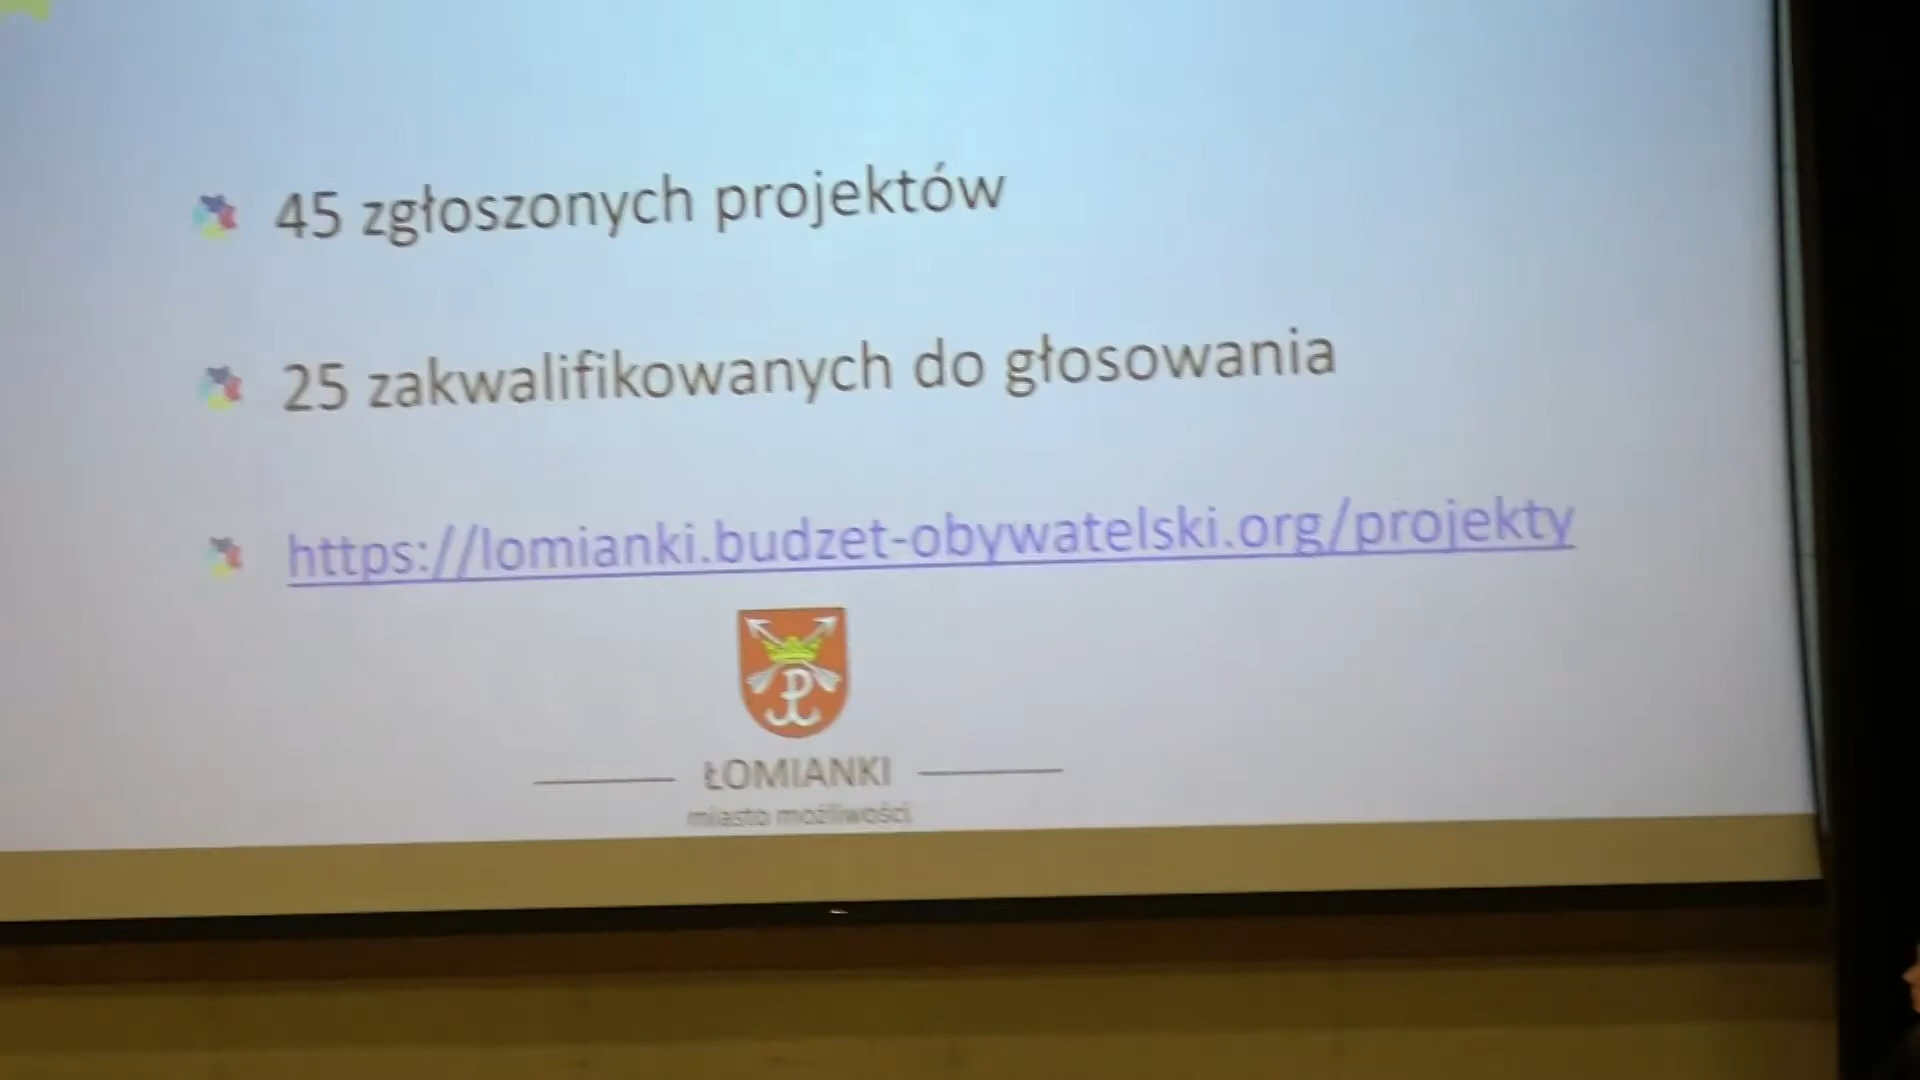 45 zgłoszonych projektów
25 zakwalifikowanych do głosowania
https://lomianki.budzet-obywatelski.org/projekty
ŁOMIANKI
miasto możliwości